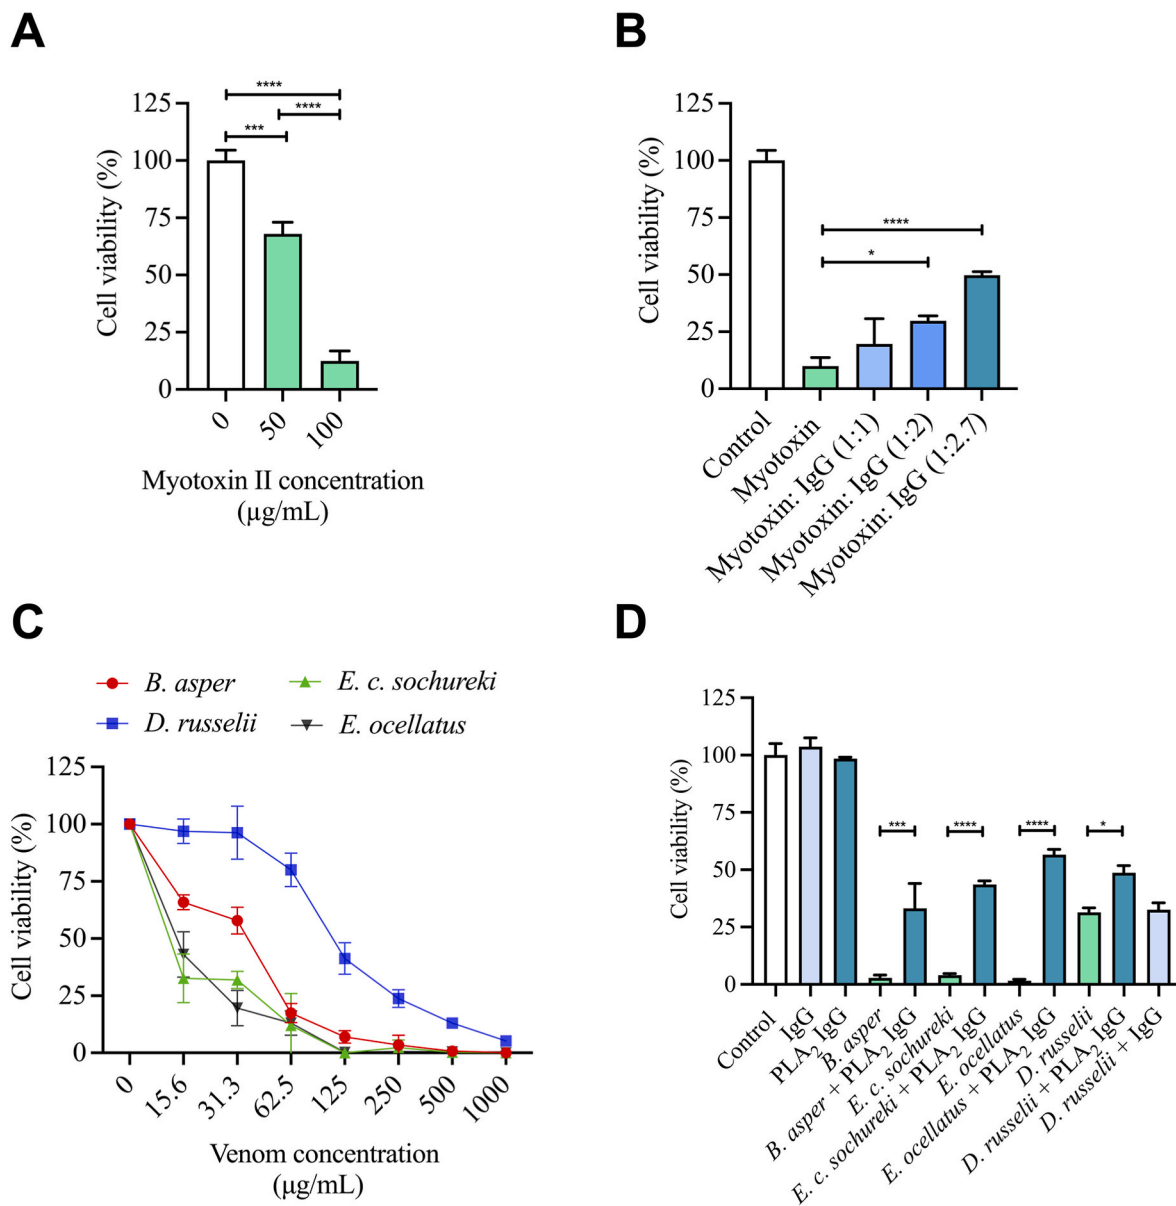 A
125
100
75
50
25
0
Cell viability (%)
****
****
***
0
50
100
Myotoxin II concentration
(µg/mL)
B
125
100
75
50
25
0
Cell viability (%)
****
*
Control
Myotoxin
Myotoxin: IgG (1:1)
Myotoxin: IgG (1:2)
Myotoxin: IgG (1:2.7)
C
B. asper
E. c. sochureki
D. russelii
E. ocellatus
125
100
75
50
25
0
Cell viability (%)
0
15.6
31.3
62.5
125
250
500
1000
Venom concentration
(µg/mL)
D
125
100
75
50
25
0
Cell viability (%)
***
****
****
*
Control
IgG
PLA₂ IgG
B. asper
B. asper + PLA₂ IgG
E. c. sochureki
E. c. sochureki + PLA₂ IgG
E. ocellatus
E. ocellatus + PLA₂ IgG
D. russelii
D. russelii + PLA₂ IgG
D. russelii + IgG